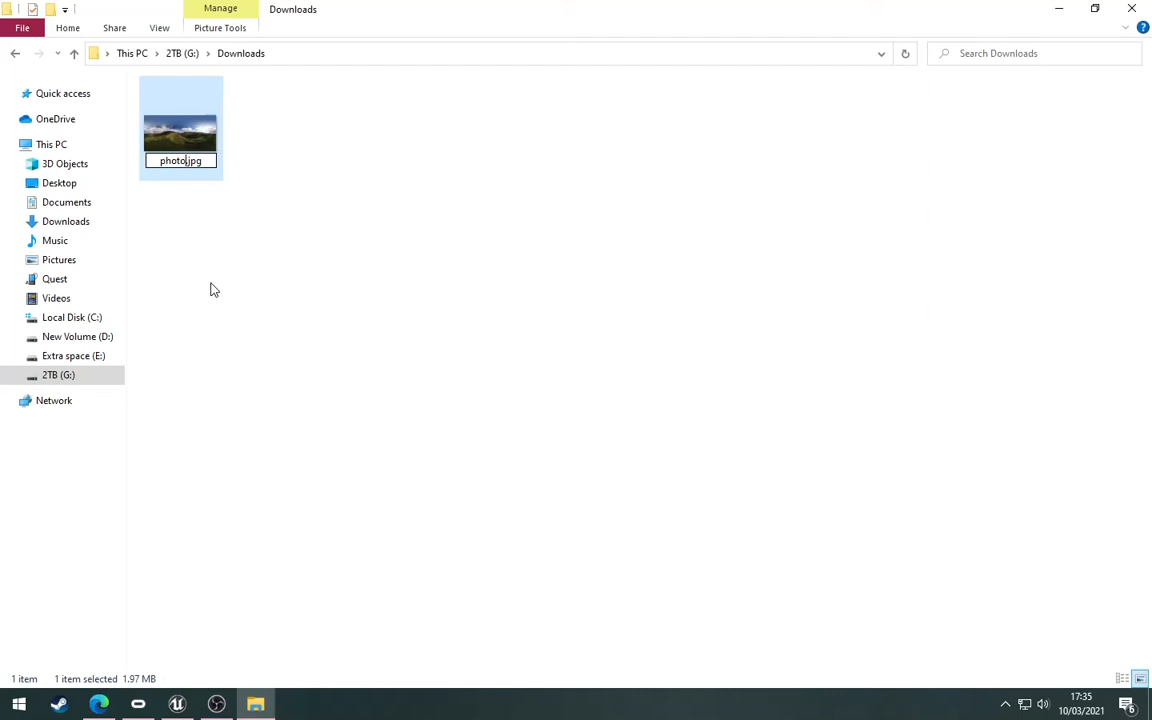 Manage
Downloads
File
Home
Share
View
Picture Tools
This PC
2TB (G:)
Downloads
Search Downloads
Quick access
OneDrive
This PC
3D Objects
Desktop
Documents
Downloads
Music
Pictures
Quest
Videos
Local Disk (C:)
New Volume (D:)
Extra space (E:)
2TB (G:)
Network
photo.jpg
1 item 1 item selected 1.97 MB
17:35
10/03/2021
6